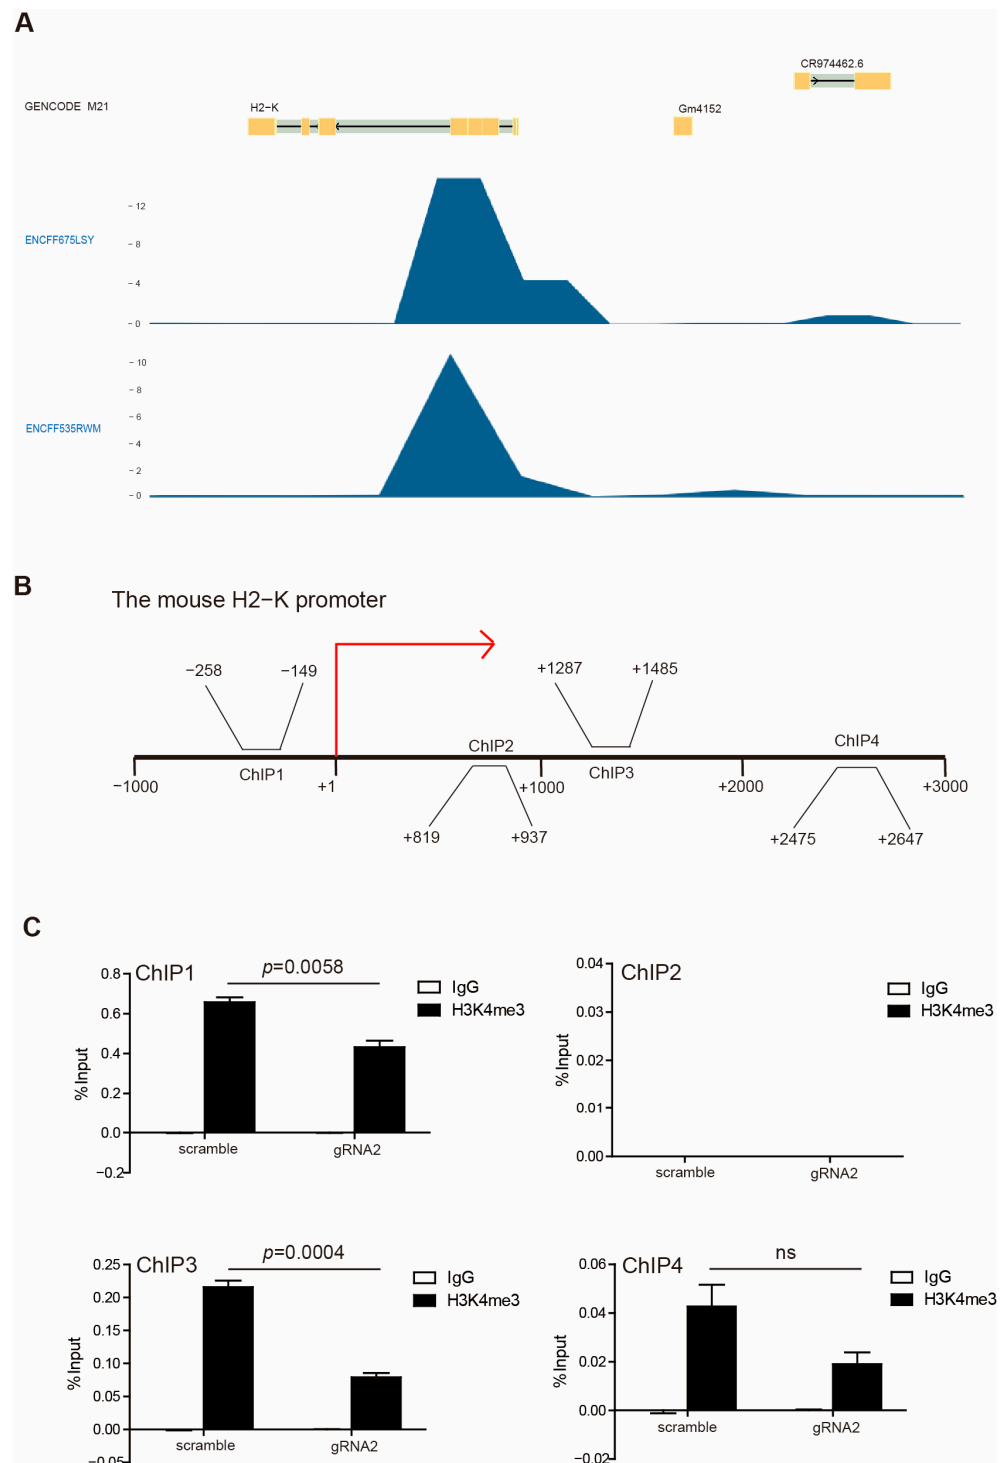 A
CR974462.6
GENCODE M21
H2−K
Gm4152
− 12
ENCFF675LSY
− 8
− 4
− 0
− 10
− 8
− 6
ENCFF535RWM
− 4
− 2
− 0
B
The mouse H2−K promoter
−258
−149
+1287
+1485
ChIP1
ChIP2
ChIP3
ChIP4
−1000
+1
+1000
+2000
+3000
+819
+937
+2475
+2647
C
ChIP1
p=0.0058
IgG
H3K4me3
%Input
0.8
0.6
0.4
0.2
0.0
−0.2
scramble
gRNA2
ChIP2
IgG
H3K4me3
%Input
0.04
0.03
0.02
0.01
0.00
scramble
gRNA2
ChIP3
p=0.0004
IgG
H3K4me3
%Input
0.25
0.20
0.15
0.10
0.05
0.00
−0.05
scramble
gRNA2
ChIP4
ns
IgG
H3K4me3
%Input
0.06
0.04
0.02
0.00
−0.02
scramble
gRNA2